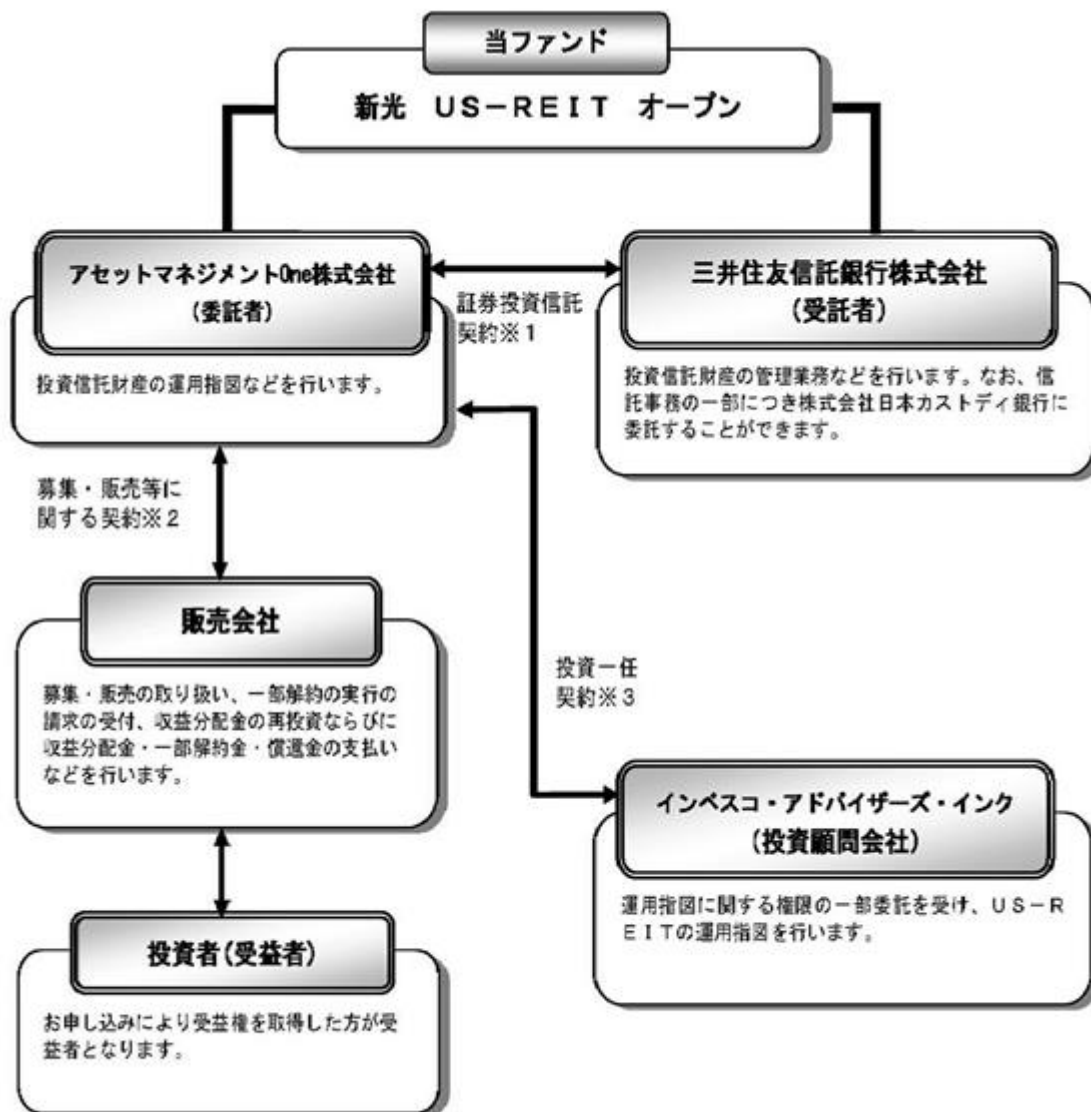 当ファンド
新光 US－REIT オープン
アセットマネジメントOne株式会社
(委託者)
投資信託財産の運用指図などを行います。
証券投資信託
契約※1
三井住友信託銀行株式会社
(受託者)
投資信託財産の管理業務などを行います。なお、信
託事務の一部につき株式会社日本カストディ銀行に
委託することができます。
募集・販売等に
関する契約※2
販売会社
募集・販売の取り扱い、一部解約の実行の
請求の受付、収益分配金の再投資ならびに
収益分配金・一部解約金・償還金の支払い
などを行います。
投資一任
契約※3
インベスコ・アドバイザーズ・インク
(投資顧問会社)
運用指図に関する権限の一部委託を受け、US－R
EITの運用指図を行います。
投資者(受益者)
お申し込みにより受益権を取得した方が受
益者となります。